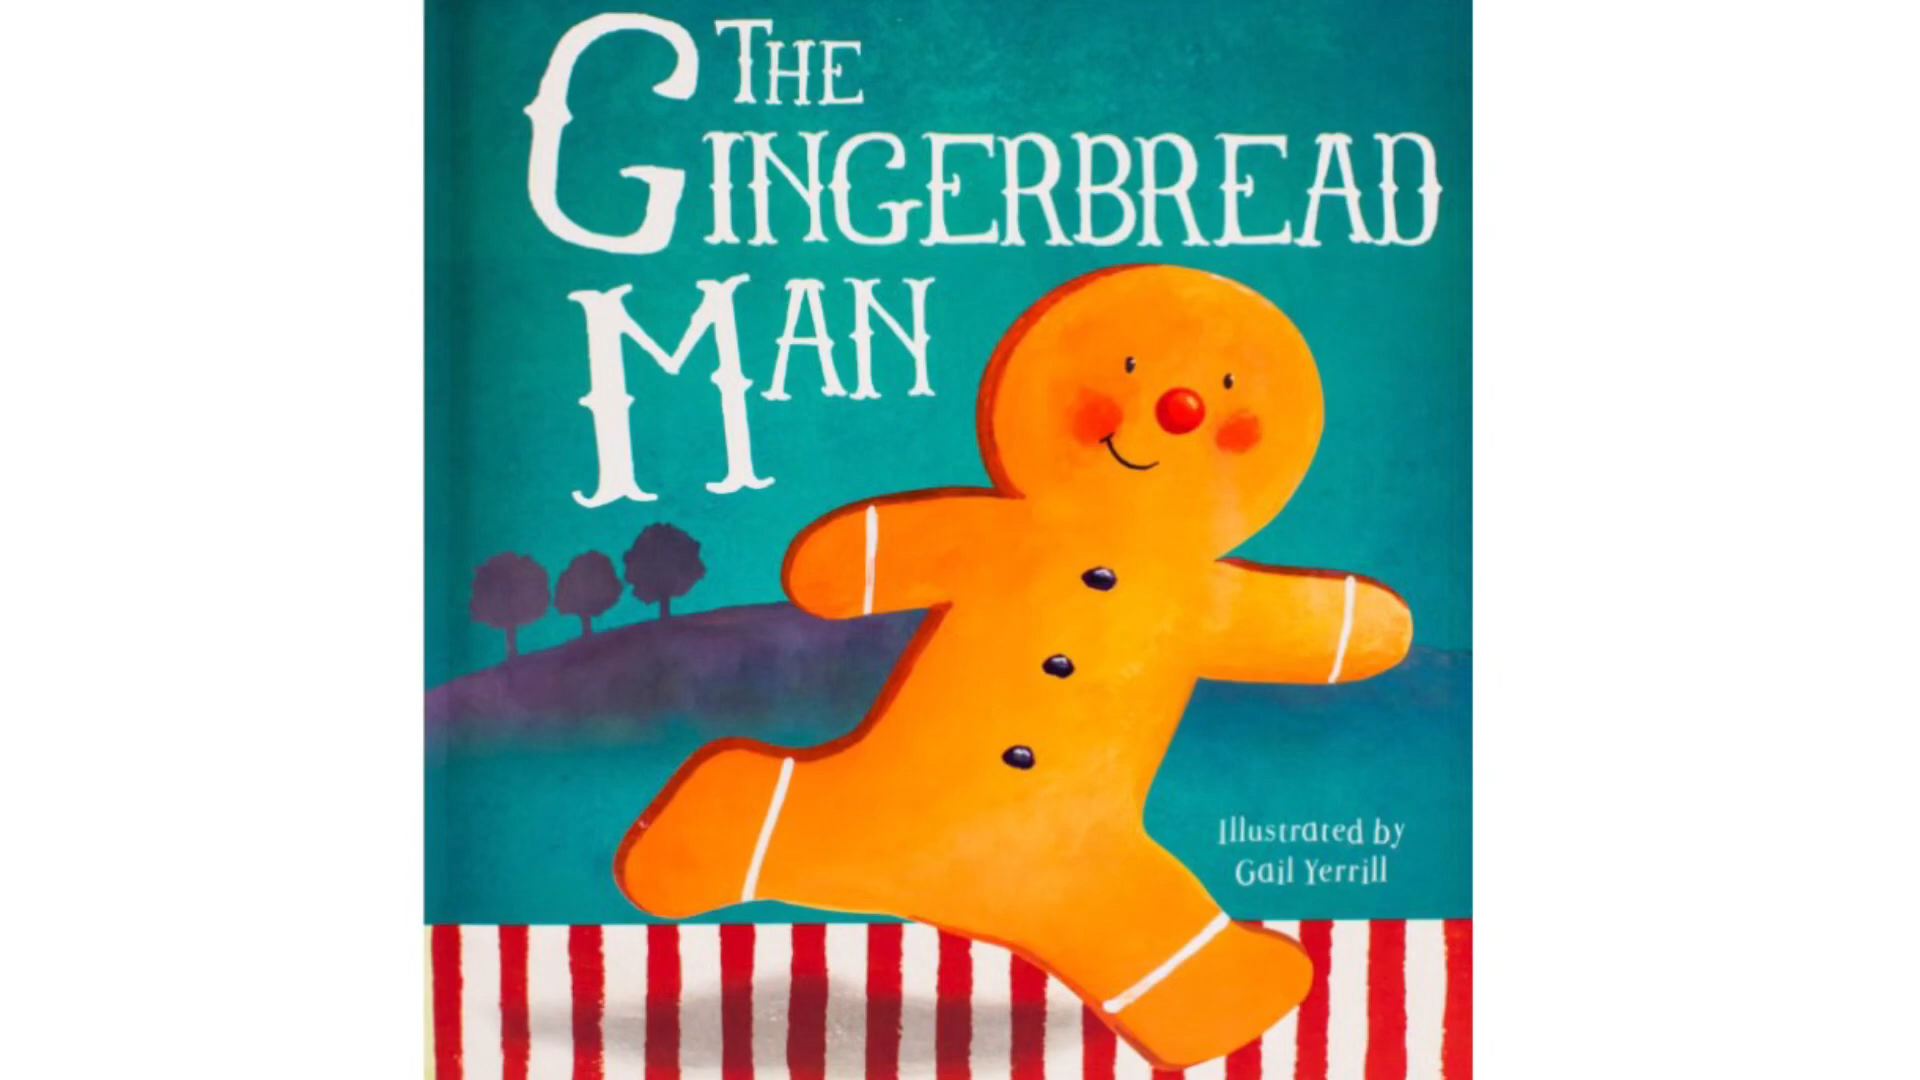 THE
GINGERBREAD
MAN
Illustrated by
Gail Yerrill